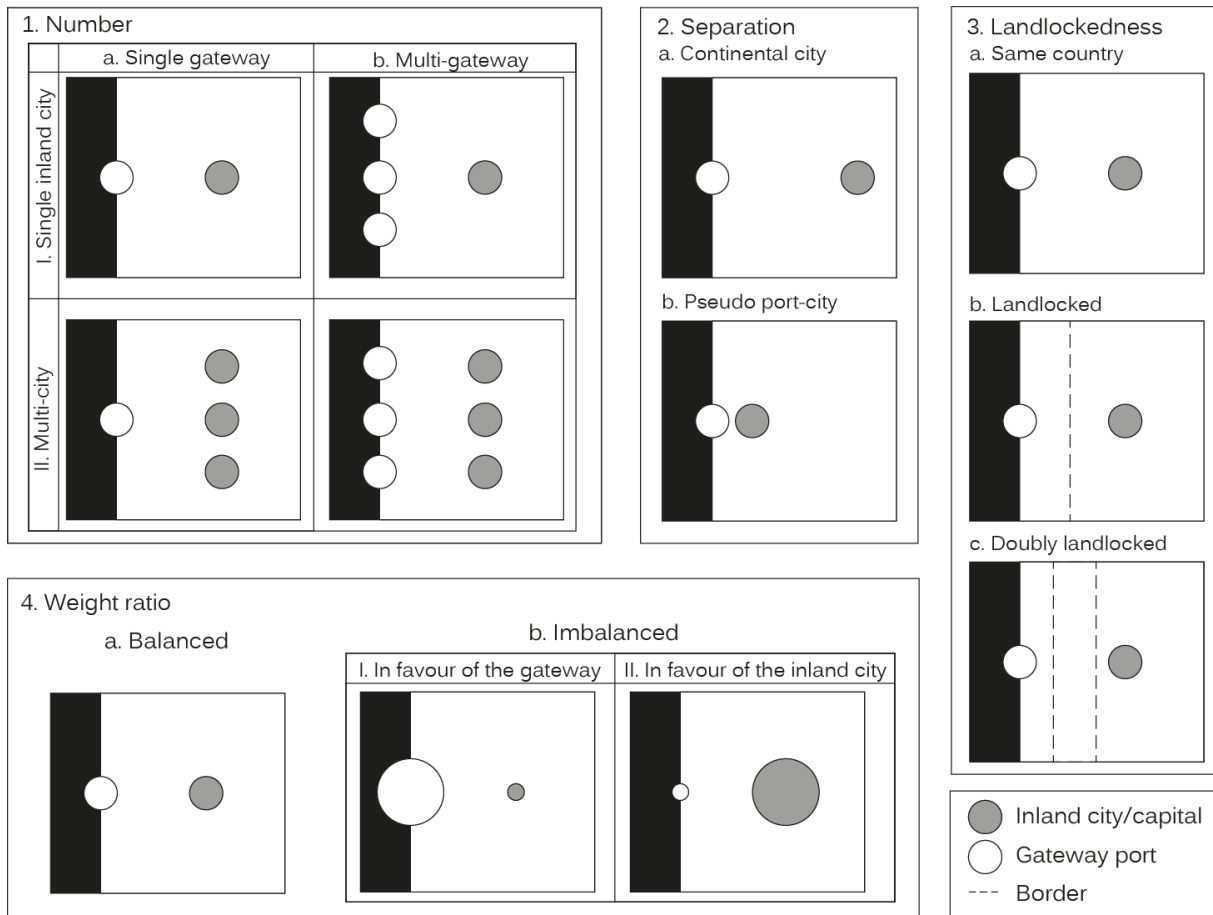 1. Number
a. Single gateway
b. Multi-gateway
I. Single inland city
II. Multi-city
2. Separation
a. Continental city
b. Pseudo port-city
3. Landlockedness
a. Same country
b. Landlocked
c. Doubly landlocked
4. Weight ratio
a. Balanced
b. Imbalanced
I. In favour of the gateway
II. In favour of the inland city
Inland city/capital
Gateway port
Border